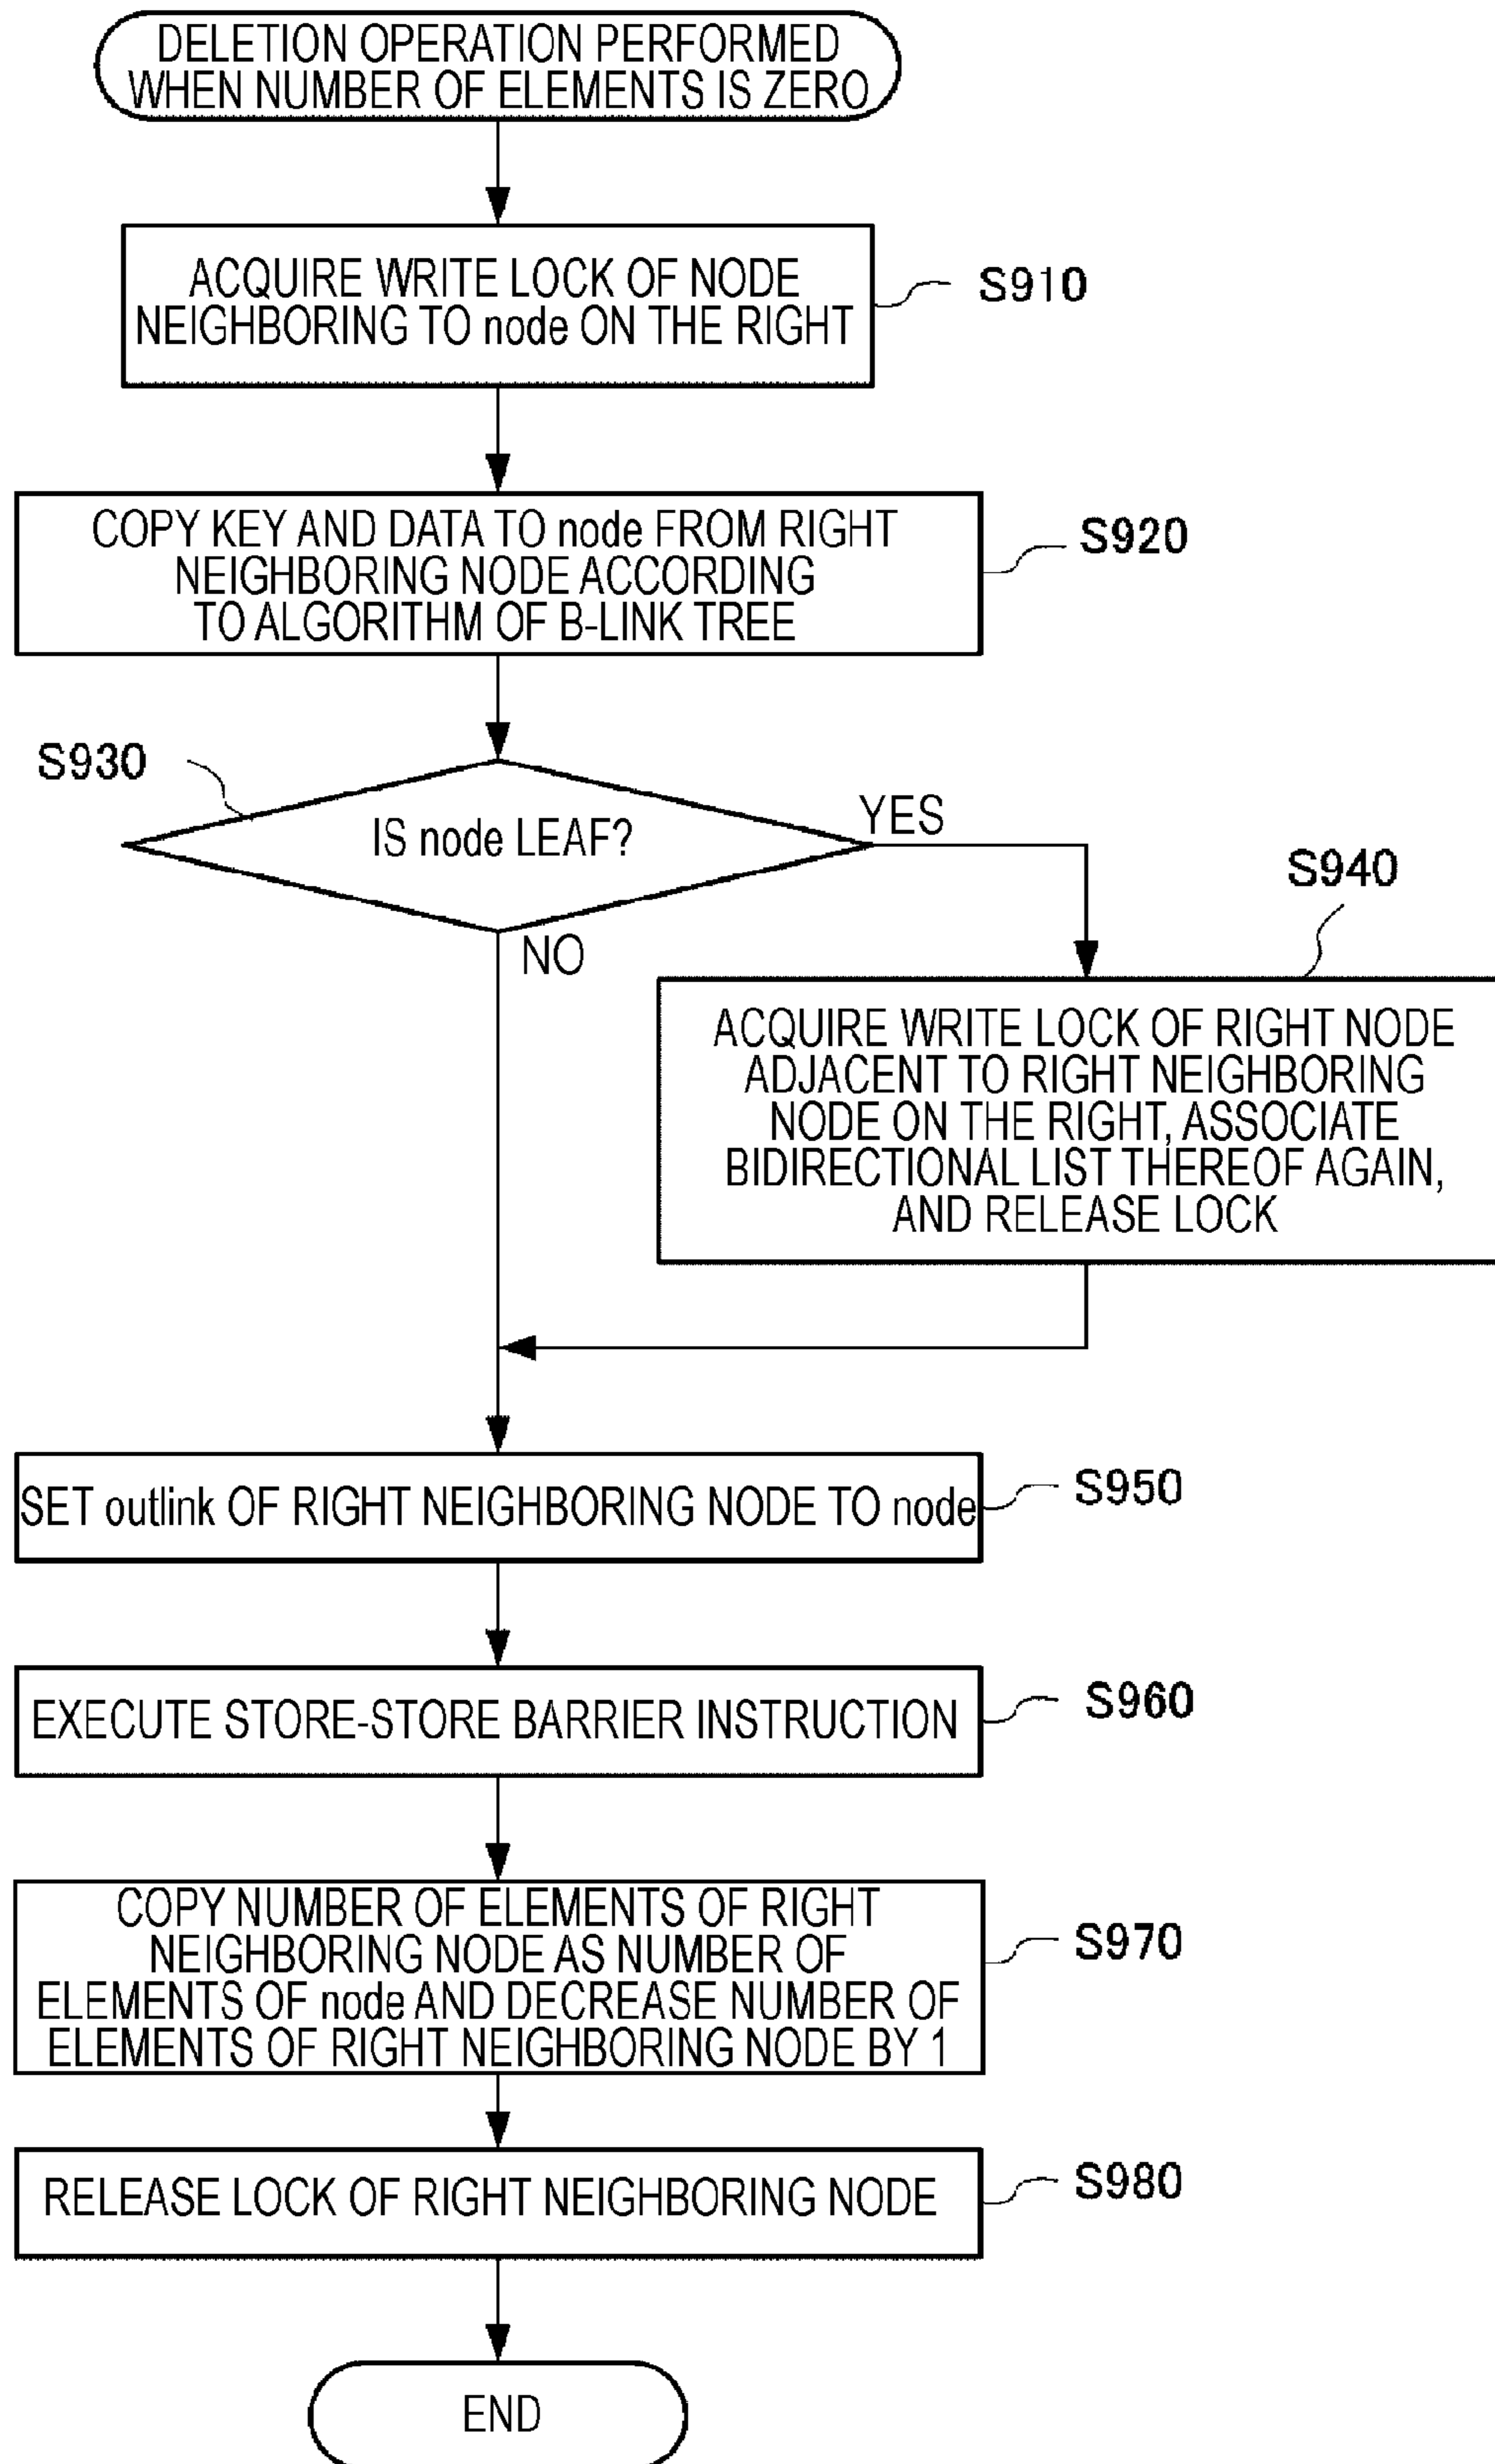 DELETION OPERATION PERFORMED
WHEN NUMBER OF ELEMENTS IS ZERO
ACQUIRE WRITE LOCK OF NODE
NEIGHBORING TO node ON THE RIGHT
S910
COPY KEY AND DATA TO node FROM RIGHT
NEIGHBORING NODE ACCORDING
TO ALGORITHM OF B-LINK TREE
S920
S930
IS node LEAF?
YES
NO
S940
ACQUIRE WRITE LOCK OF RIGHT NODE
ADJACENT TO RIGHT NEIGHBORING
NODE ON THE RIGHT, ASSOCIATE
BIDIRECTIONAL LIST THEREOF AGAIN,
AND RELEASE LOCK
SET outlink OF RIGHT NEIGHBORING NODE TO node
S950
EXECUTE STORE-STORE BARRIER INSTRUCTION
S960
COPY NUMBER OF ELEMENTS OF RIGHT
NEIGHBORING NODE AS NUMBER OF
ELEMENTS OF node AND DECREASE NUMBER OF
ELEMENTS OF RIGHT NEIGHBORING NODE BY 1
S970
RELEASE LOCK OF RIGHT NEIGHBORING NODE
S980
END